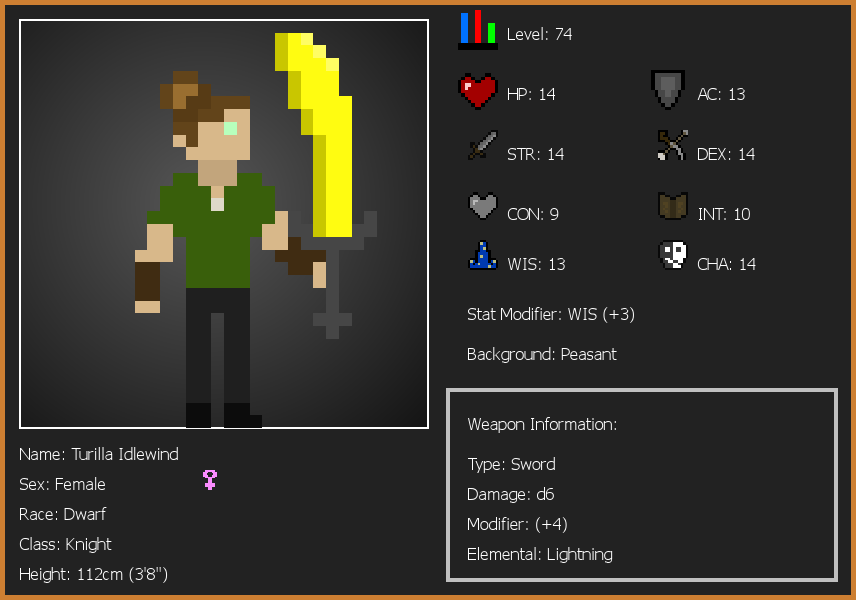 Level: 74
HP: 14
AC: 13
STR: 14
DEX: 14
CON: 9
INT: 10
WIS: 13
CHA: 14
Stat Modifier: WIS (+3)
Background: Peasant
Weapon Information:
Type: Sword
Damage: d6
Modifier: (+4)
Elemental: Lightning
Name: Turilla Idlewind
Sex: Female
Race: Dwarf
Class: Knight
Height: 112cm (3'8")